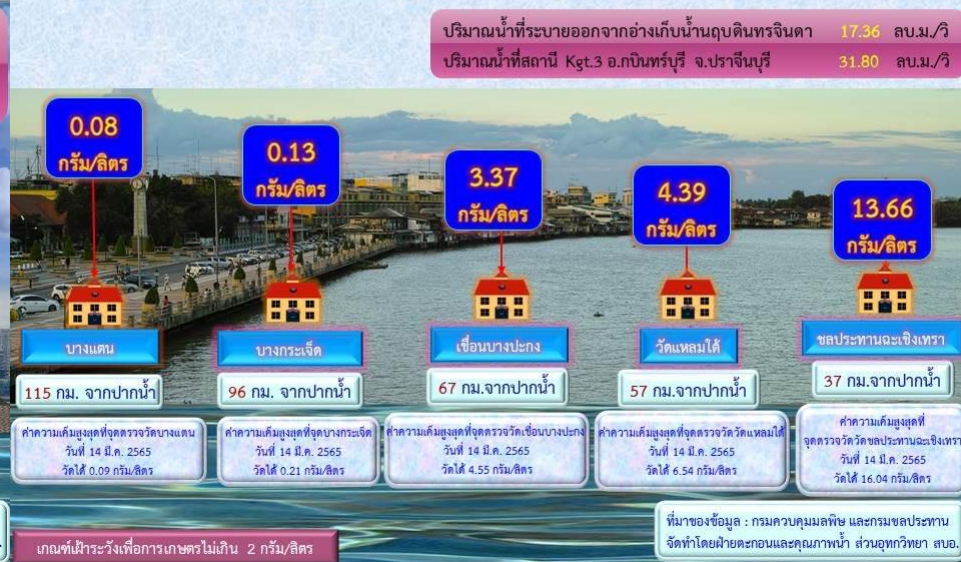 ปริมาณน้ำที่ระบายออกจากอ่างเก็บน้ำนฤบดินทรจินดา 17.36 ลบ.ม./วิ
ปริมาณน้ำที่สถานี Kgt.3 อ.กบินทร์บุรี จ.ปราจีนบุรี 31.80 ลบ.ม./วิ
0.08
กรัม/ลิตร
0.13
กรัม/ลิตร
3.37
กรัม/ลิตร
4.39
กรัม/ลิตร
13.66
กรัม/ลิตร
บางแตน
บางกระเจ็ด
เขื่อนบางปะกง
วัดแหลมใต้
ชลประทานฉะเชิงเทรา
115 กม. จากปากน้ำ
96 กม. จากปากน้ำ
67 กม.จากปากน้ำ
57 กม.จากปากน้ำ
37 กม.จากปากน้ำ
ค่าความเค็มสูงสุดที่จุดตรวจวัดบางแตน
วันที่ 14 มี.ค. 2565
วัดได้ 0.09 กรัม/ลิตร
ค่าความเค็มสูงสุดที่จุดบางกระเจ็ด
วันที่ 14 มี.ค. 2565
วัดได้ 0.21 กรัม/ลิตร
ค่าความเค็มสูงสุดที่จุดตรวจวัดเขื่อนบางปะกง
วันที่ 14 มี.ค. 2565
วัดได้ 4.55 กรัม/ลิตร
ค่าความเค็มสูงสุดที่จุดตรวจวัดวัดแหลมใต้
วันที่ 14 มี.ค. 2565
วัดได้ 6.54 กรัม/ลิตร
ค่าความเค็มสูงสุดที่
จุดตรวจวัดวัดชลประทานฉะเชิงเทรา
วันที่ 14 มี.ค. 2565
วัดได้ 16.04 กรัม/ลิตร
เกณฑ์เฝ้าระวังเพื่อการเกษตรไม่เกิน 2 กรัม/ลิตร
ที่มาของข้อมูล : กรมควบคุมมลพิษ และกรมชลประทาน
จัดทำโดยฝ่ายตะกอนและคุณภาพน้ำ ส่วนอุทกวิทยา สบอ.